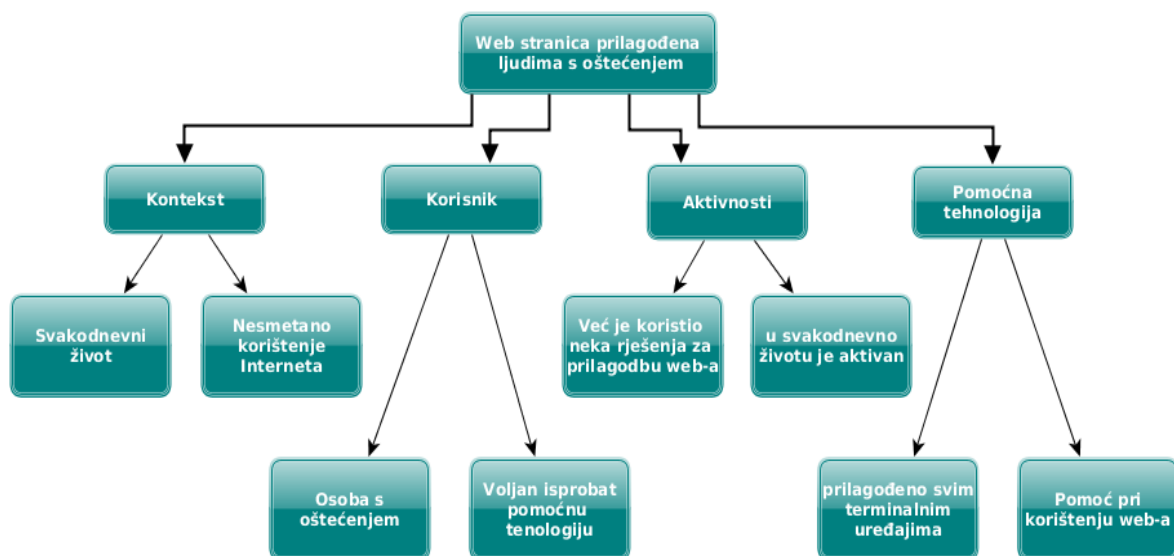 Web stranica prilagođena
ljudima s oštećenjem
Kontekst
Korisnik
Aktivnosti
Pomoćna
tehnologija
Svakodnevni
život
Nesmetano
korištenje
Interneta
Već je koristio
neka rješenja za
prilagodbu web-a
u svakodnevno
životu je aktivan
Osoba s
oštećenjem
Voljan isprobat
pomoćnu
tenologiju
prilagođeno svim
terminalnim
uređajima
Pomoć pri
korištenju web-a